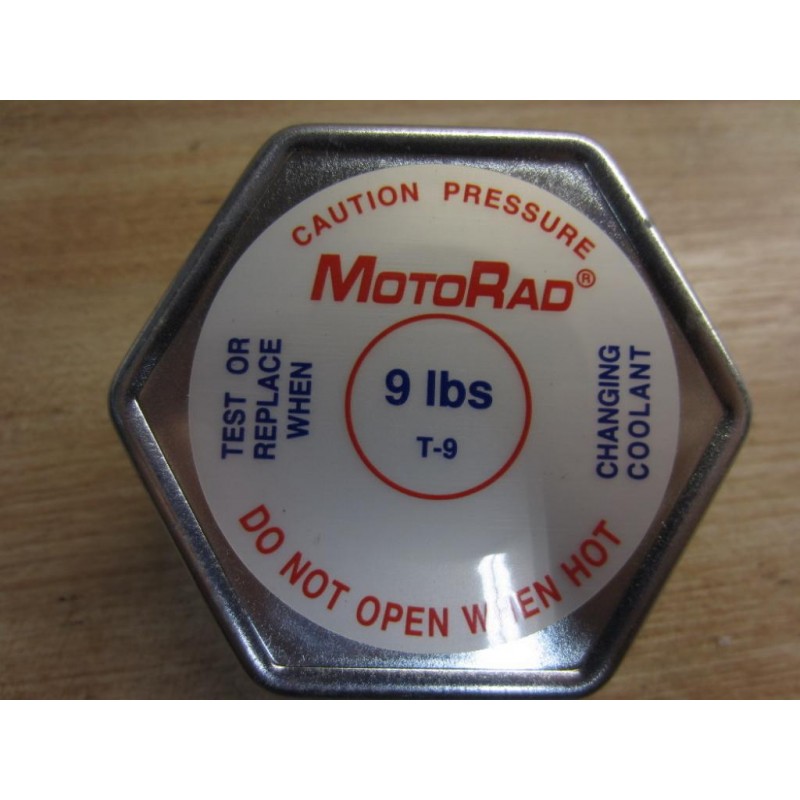 CAUTION PRESSURE
MOTORAD®
TEST OR
REPLACE
WHEN
9 lbs
T-9
CHANGING
COOLANT
DO NOT OPEN WHEN HOT